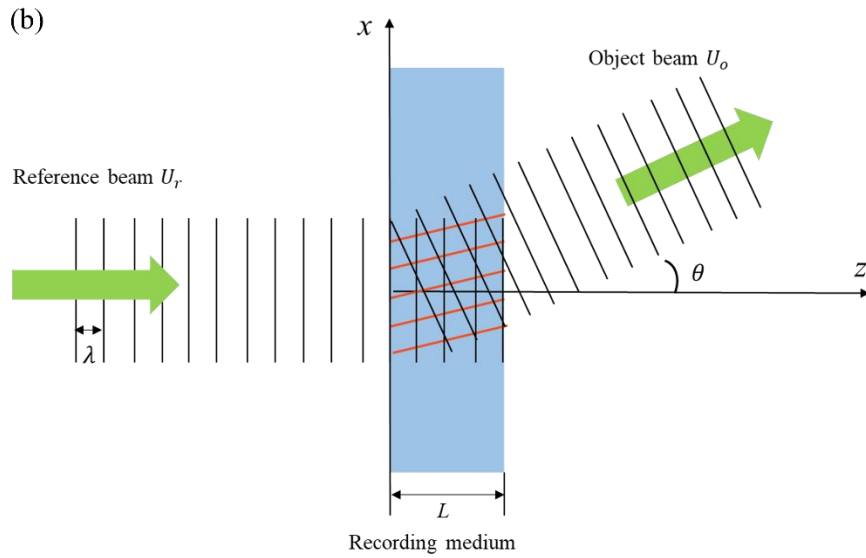 (b)
x
Object beam U_o
Reference beam U_r
λ
θ
z
L
Recording medium